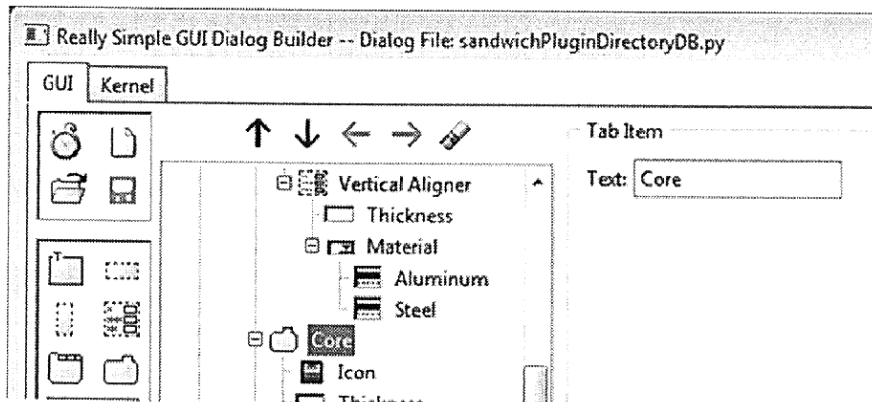 Really Simple GUI Dialog Builder -- Dialog File: sandwichPluginDirectoryDB.py
GUI Kernel
Tab Item
Text: Core
Vertical Aligner
Thickness
Material
Aluminum
Steel
Core
Icon
Thickness